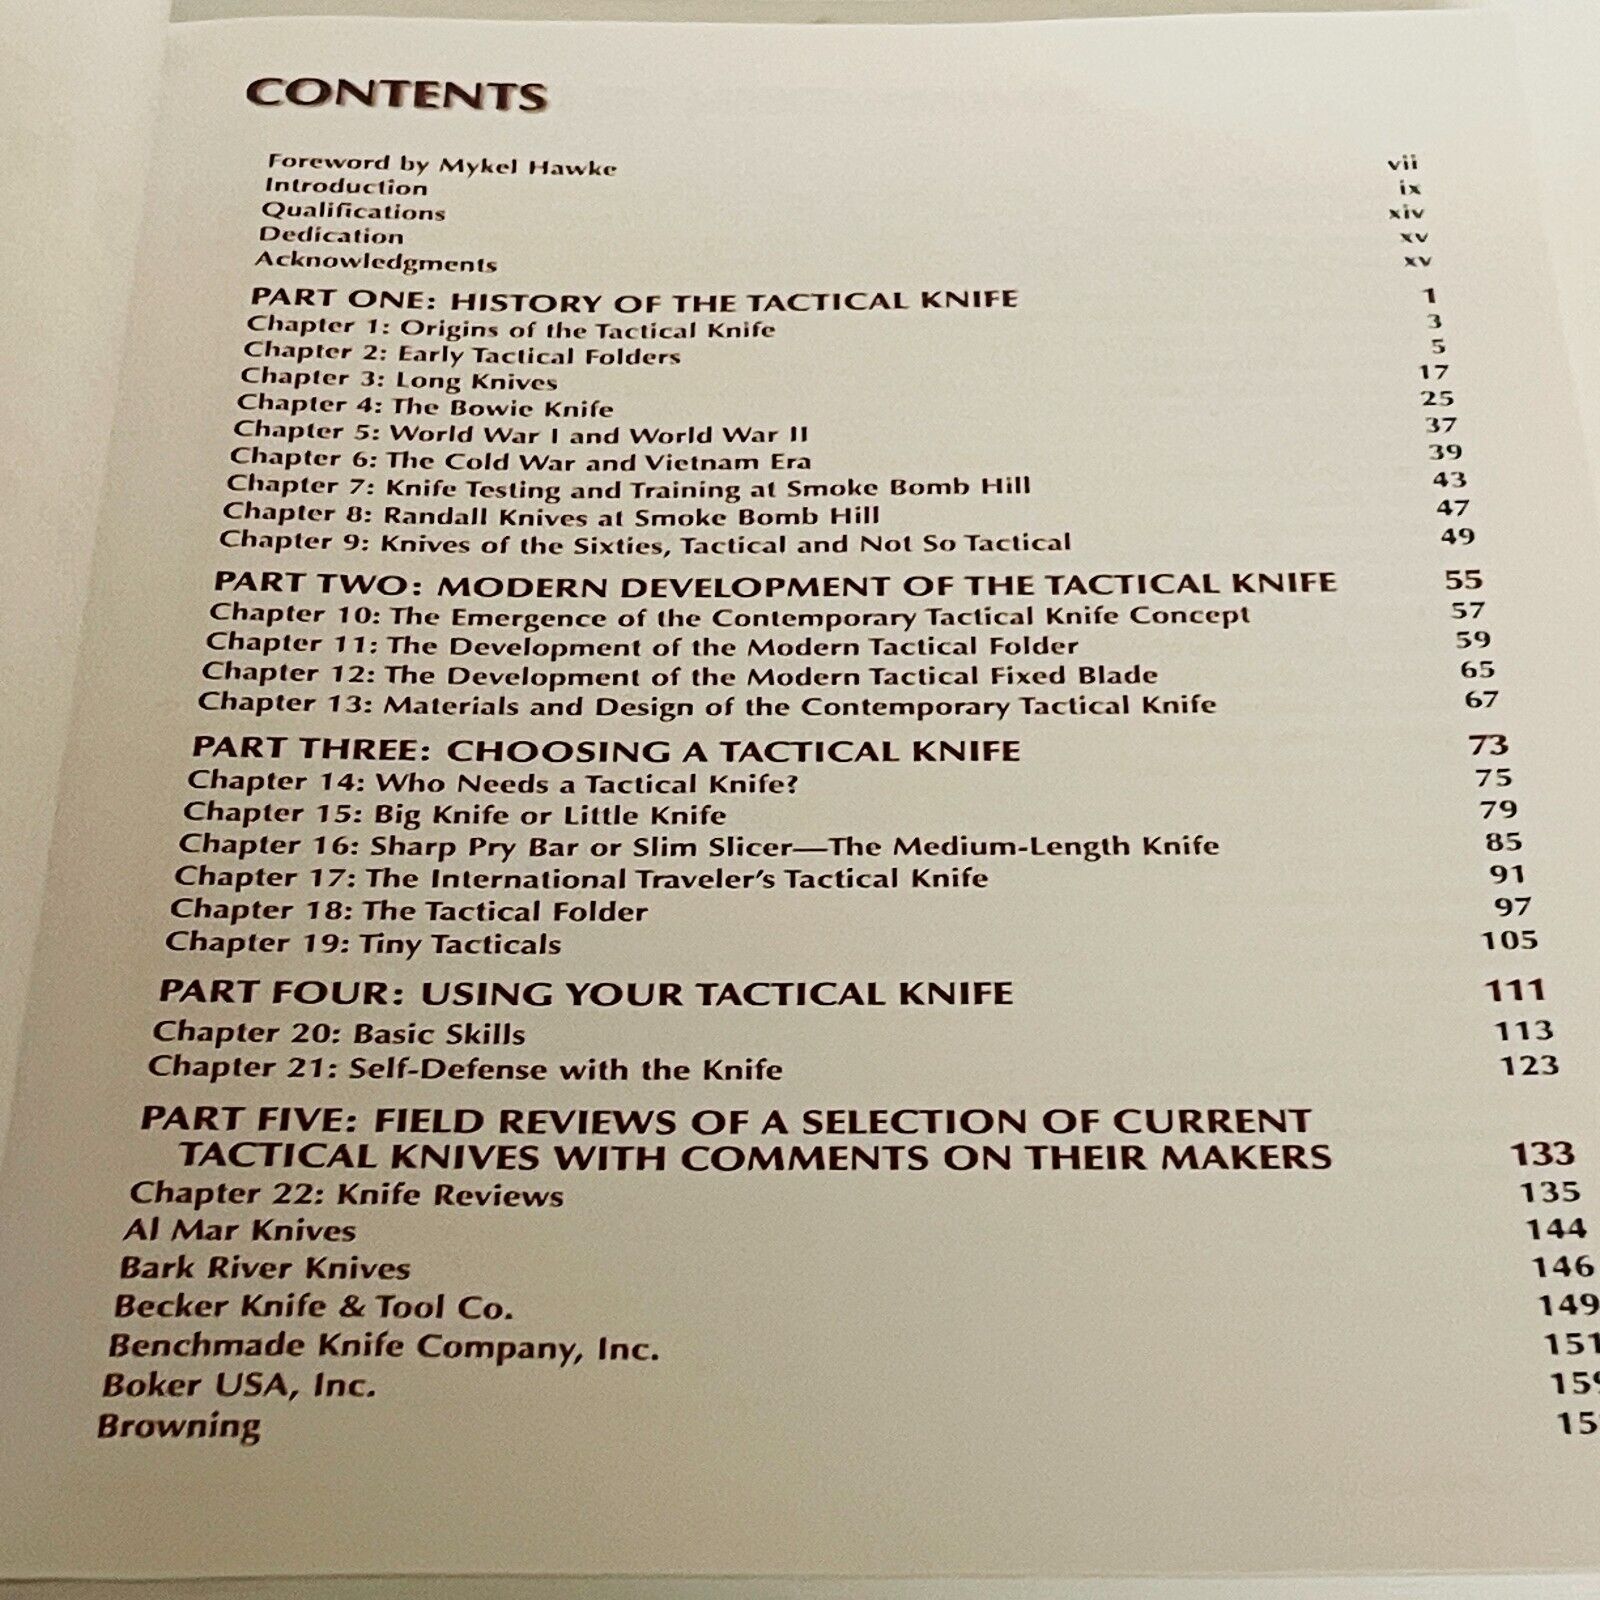 CONTENTS
Foreword by Mykel Hawke vii
Introduction ix
Qualifications xiv
Dedication xv
Acknowledgments xv
PART ONE: HISTORY OF THE TACTICAL KNIFE 1
Chapter 1: Origins of the Tactical Knife 3
Chapter 2: Early Tactical Folders 5
Chapter 3: Long Knives 17
Chapter 4: The Bowie Knife 25
Chapter 5: World War I and World War II 37
Chapter 6: The Cold War and Vietnam Era 39
Chapter 7: Knife Testing and Training at Smoke Bomb Hill 43
Chapter 8: Randall Knives at Smoke Bomb Hill 47
Chapter 9: Knives of the Sixties, Tactical and Not So Tactical 49
PART TWO: MODERN DEVELOPMENT OF THE TACTICAL KNIFE 55
Chapter 10: The Emergence of the Contemporary Tactical Knife Concept 57
Chapter 11: The Development of the Modern Tactical Folder 59
Chapter 12: The Development of the Modern Tactical Fixed Blade 65
Chapter 13: Materials and Design of the Contemporary Tactical Knife 67
PART THREE: CHOOSING A TACTICAL KNIFE 73
Chapter 14: Who Needs a Tactical Knife? 75
Chapter 15: Big Knife or Little Knife 79
Chapter 16: Sharp Pry Bar or Slim Slicer—The Medium-Length Knife 85
Chapter 17: The International Traveler's Tactical Knife 91
Chapter 18: The Tactical Folder 97
Chapter 19: Tiny Tacticals 105
PART FOUR: USING YOUR TACTICAL KNIFE 111
Chapter 20: Basic Skills 113
Chapter 21: Self-Defense with the Knife 123
PART FIVE: FIELD REVIEWS OF A SELECTION OF CURRENT
TACTICAL KNIVES WITH COMMENTS ON THEIR MAKERS 133
Chapter 22: Knife Reviews 135
Al Mar Knives 144
Bark River Knives 146
Becker Knife & Tool Co. 149
Benchmade Knife Company, Inc. 151
Boker USA, Inc.
Browning